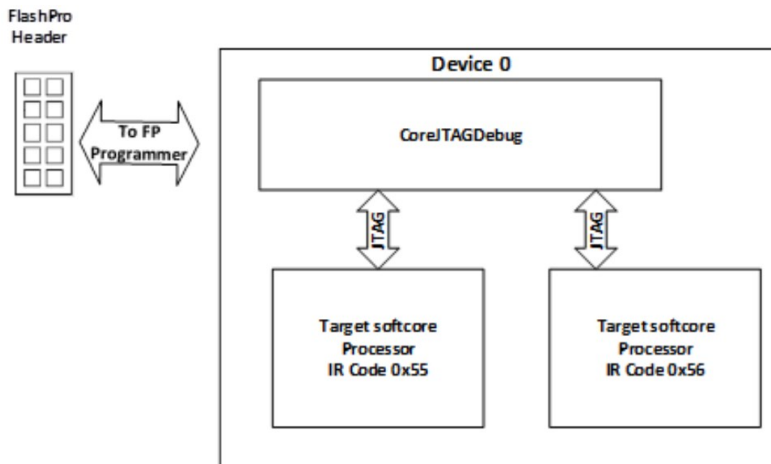 FlashPro
Header
To FP
Programmer
Device 0
CoreJTAGDebug
JTAG
JTAG
Target softcore
Processor
IR Code 0x55
Target softcore
Processor
IR Code 0x56